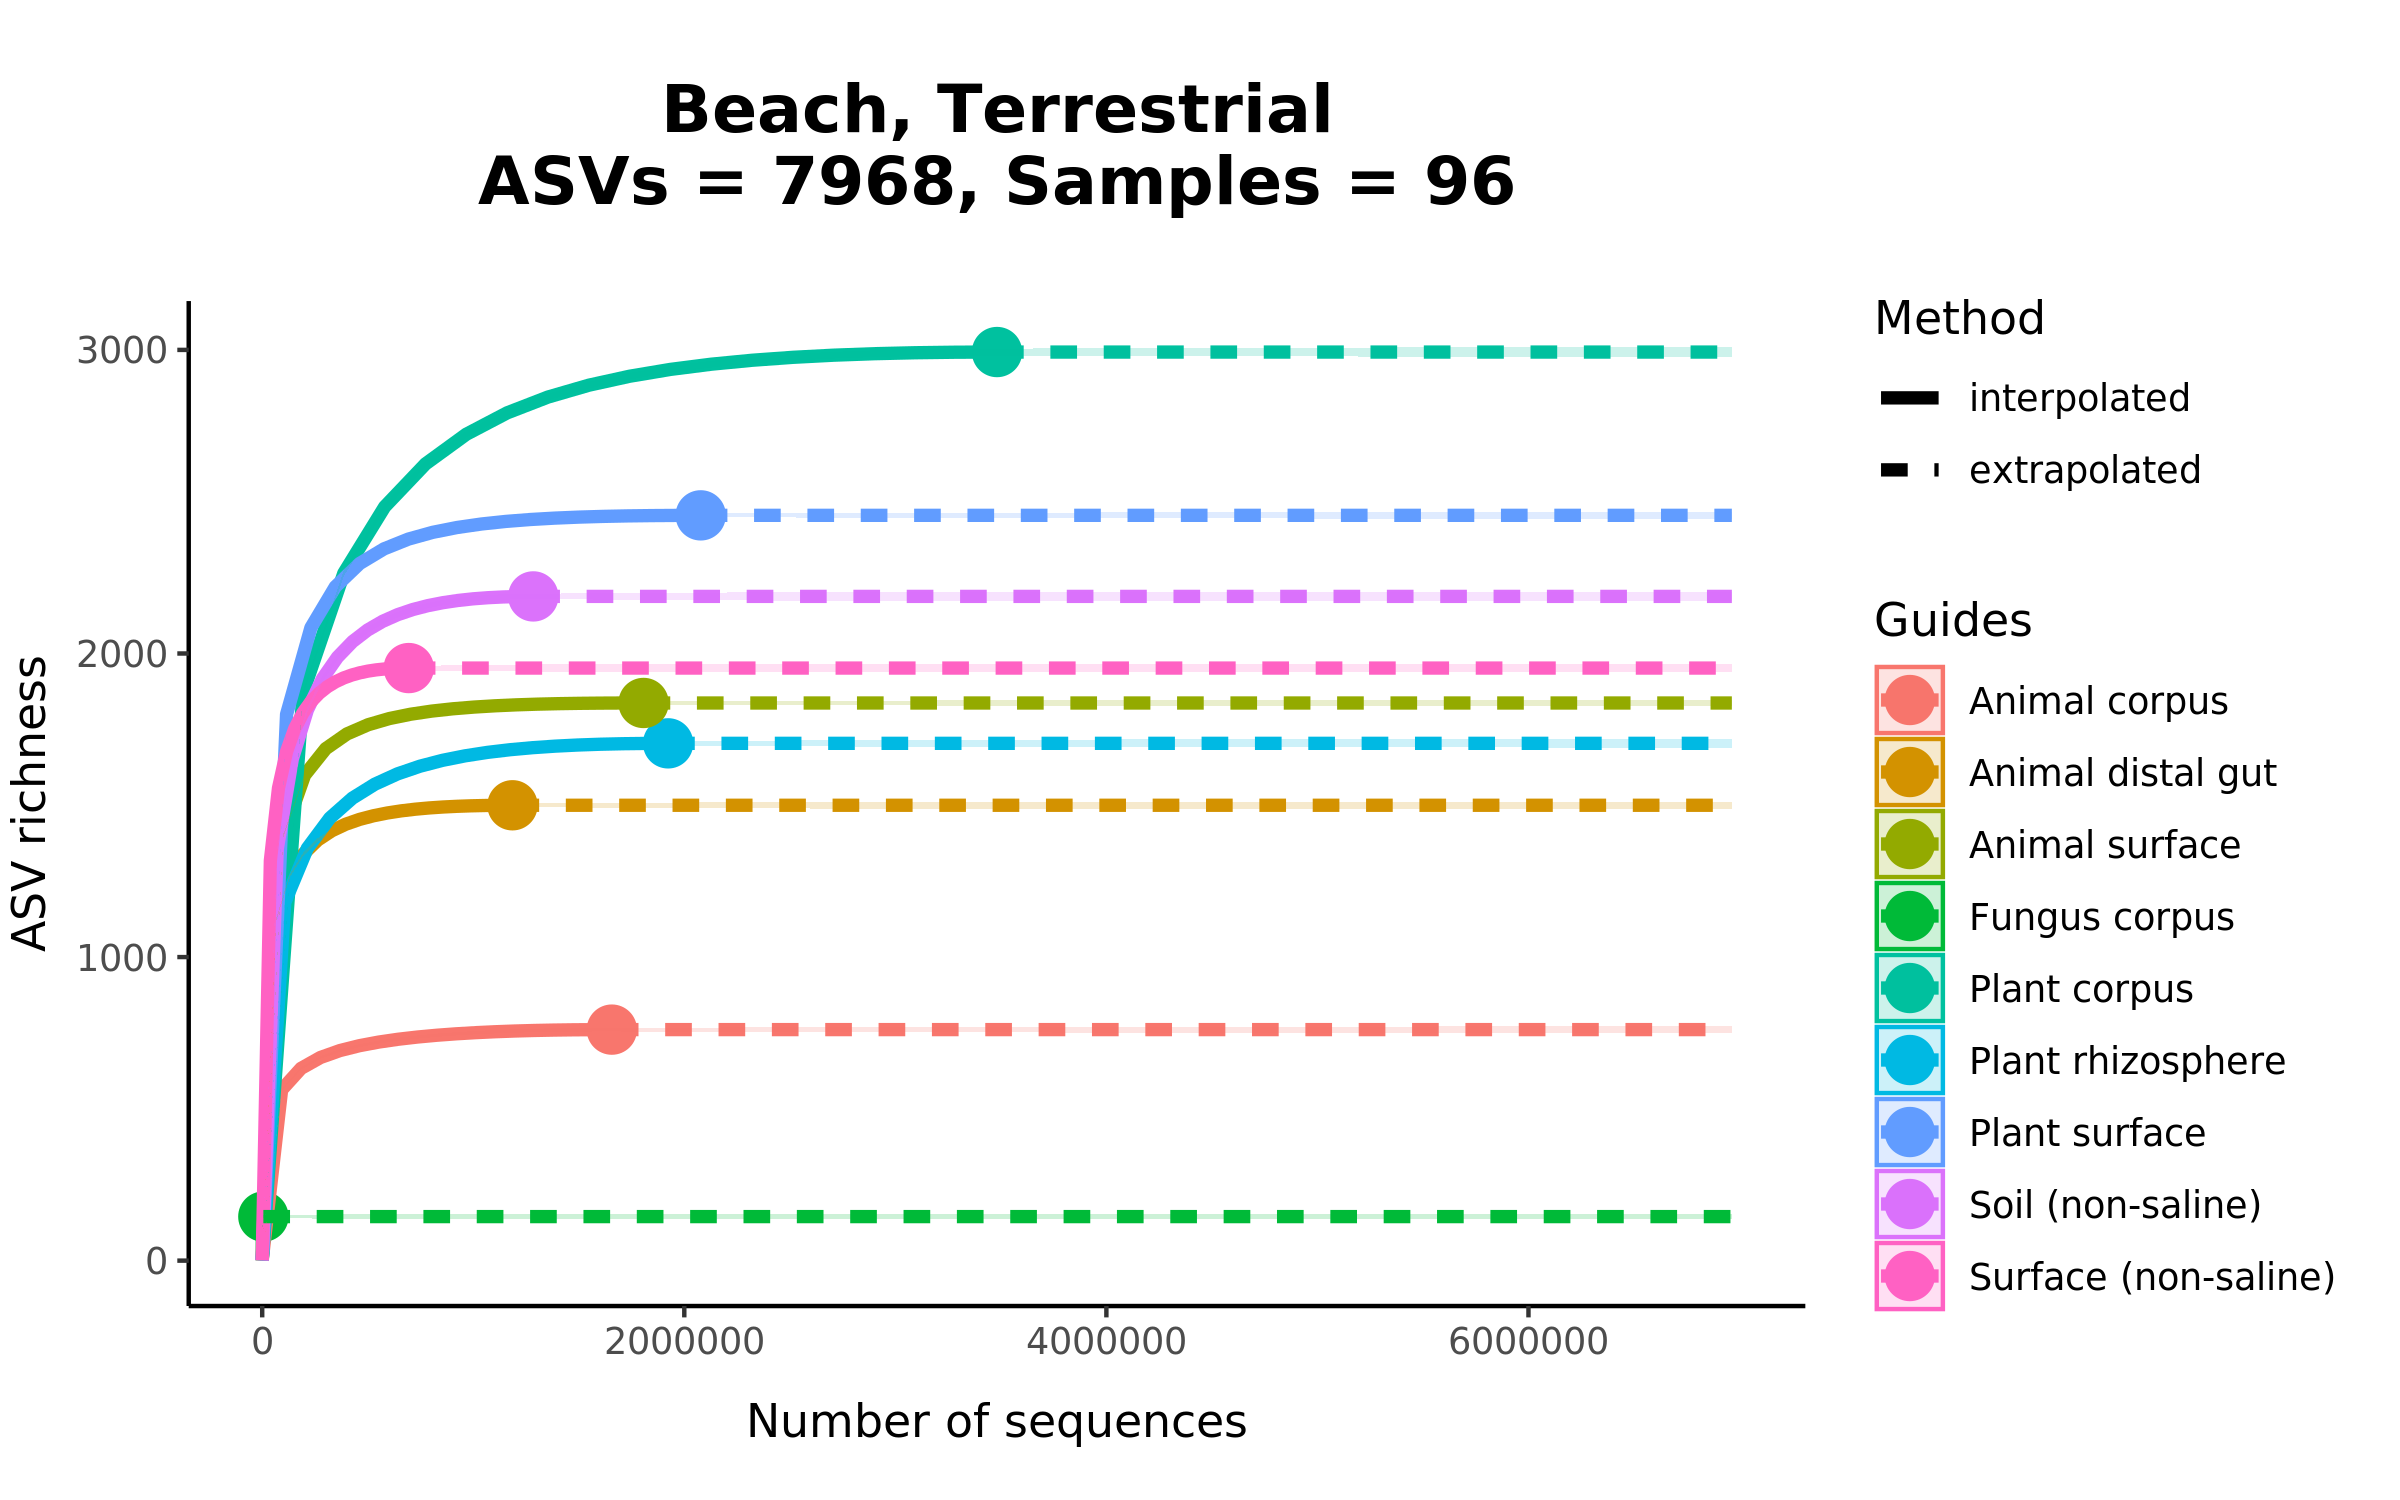 Beach, Terrestrial
ASVs = 7968, Samples = 96
ASV richness
3000
2000
1000
0
0
2000000
4000000
6000000
Number of sequences
Method
interpolated
extrapolated
Guides
Animal corpus
Animal distal gut
Animal surface
Fungus corpus
Plant corpus
Plant rhizosphere
Plant surface
Soil (non-saline)
Surface (non-saline)